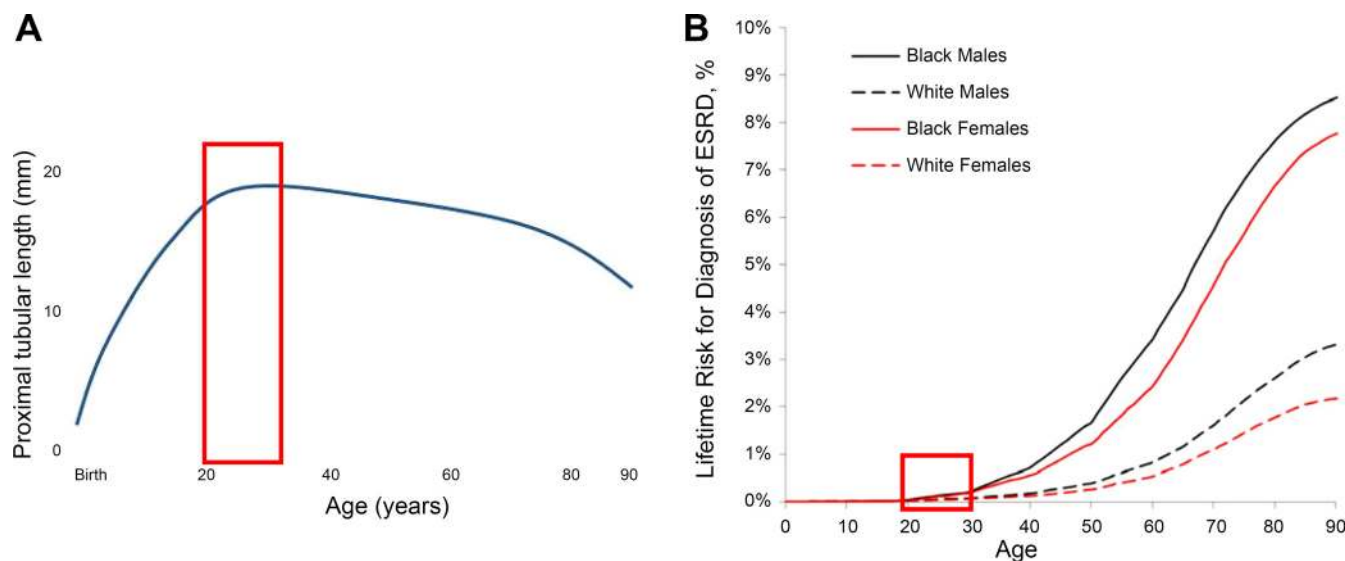 A
Proximal tubular length (mm)
20
10
0
Birth
20
40
60
80
90
Age (years)
B
Lifetime Risk for Diagnosis of ESRD, %
10%
9%
8%
7%
6%
5%
4%
3%
2%
1%
0%
Black Males
White Males
Black Females
White Females
0
10
20
30
40
50
60
70
80
90
Age